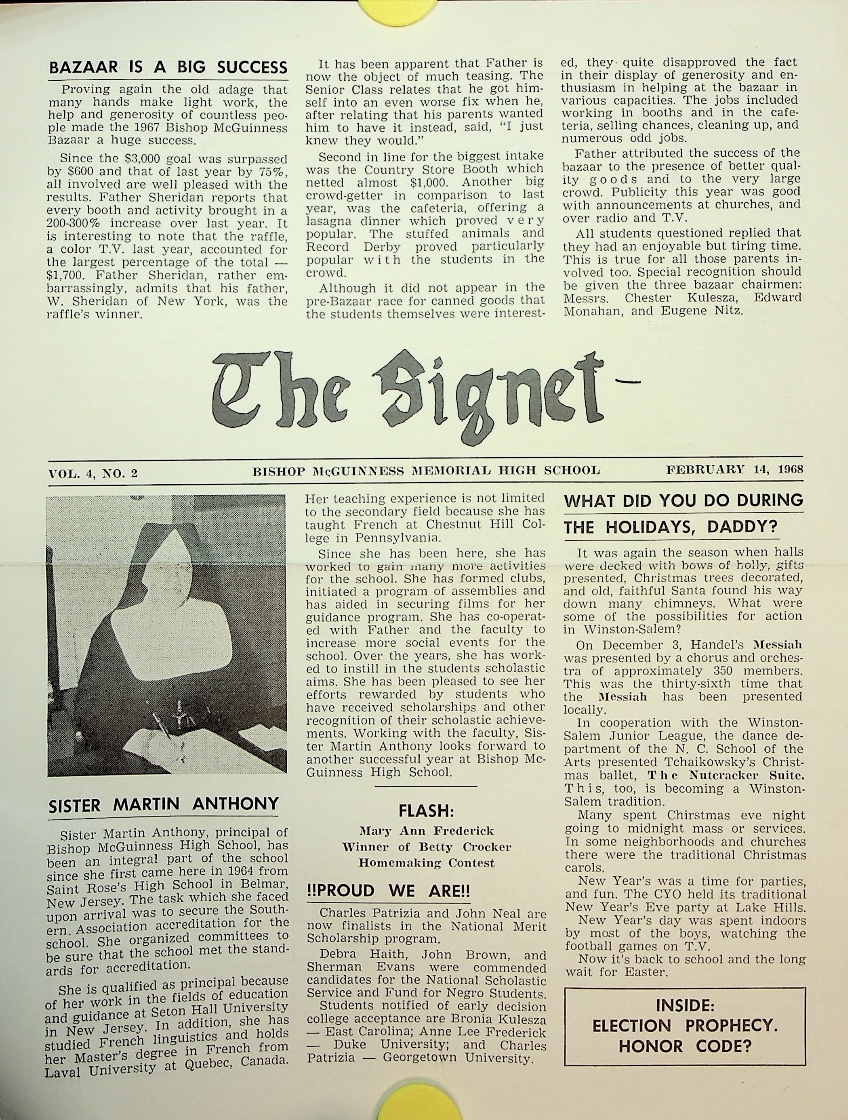 BAZAAR IS A BIG SUCCESS
Proving again the old adage that
many hands make light work, the
help and generosity of countless peo-
ple made the 1967 Bishop McGuinness
Bazaar a huge success.
Since the $3,000 goal was surpassed
by $600 and that of last year by 75%,
all involved are well pleased with the
results. Father Sheridan reports that
every booth and activity brought in a
200-300% increase over last year. It
is interesting to note that the raffle,
a color T.V. last year, accounted for
the largest percentage of the total —
$1,700. Father Sheridan, rather em-
barrassingly, admits that his father,
W. Sheridan of New York, was the
raffle's winner.
It has been apparent that Father is
now the object of much teasing. The
Senior Class relates that he got him-
self into an even worse fix when he,
after relating that his parents wanted
him to have it instead, said, "I just
knew they would."
Second in line for the biggest intake
was the Country Store Booth which
netted almost $1,000. Another big
crowd-getter in comparison to last
year, was the cafeteria, offering a
lasagna dinner which proved very
popular. The stuffed animals and
Record Derby proved particularly
popular with the students in the
crowd.
Although it did not appear in the
pre-Bazaar race for canned goods that
the students themselves were interest-
ed, they quite disapproved the fact
in their display of generosity and en-
thusiasm in helping at the bazaar in
various capacities. The jobs included
working in booths and in the cafe-
teria, selling chances, cleaning up, and
numerous odd jobs.
Father attributed the success of the
bazaar to the presence of better qual-
ity goods and to the very large
crowd. Publicity this year was good
with announcements at churches, and
over radio and T.V.
All students questioned replied that
they had an enjoyable but tiring time.
This is true for all those parents in-
volved too. Special recognition should
be given the three bazaar chairmen:
Messrs. Chester Kulesza, Edward
Monahan, and Eugene Nitz.
The Signet
VOL. 4, NO. 2 BISHOP McGUINNESS MEMORIAL HIGH SCHOOL FEBRUARY 14, 1968
SISTER MARTIN ANTHONY
Sister Martin Anthony, principal of
Bishop McGuinness High School, has
been an integral part of the school
since she first came here in 1964 from
Saint Rose's High School in Belmar,
New Jersey. The task which she faced
upon arrival was to secure the South-
ern Association accreditation for the
school. She organized committees to
be sure that the school met the stand-
ards for accreditation.
She is qualified as principal because
of her work in the fields of education
and guidance at Seton Hall University
in New Jersey. In addition, she has
studied French linguistics and holds
her Master's degree in French from
Laval University at Quebec, Canada.
Her teaching experience is not limited
to the secondary field because she has
taught French at Chestnut Hill Col-
lege in Pennsylvania.
Since she has been here, she has
worked to gain many more activities
for the school. She has formed clubs,
initiated a program of assemblies and
has aided in securing films for her
guidance program. She has co-operat-
ed with Father and the faculty to
increase more social events for the
school. Over the years, she has work-
ed to instill in the students scholastic
aims. She has been pleased to see her
efforts rewarded by students who
have received scholarships and other
recognition of their scholastic achieve-
ments. Working with the faculty, Sis-
ter Martin Anthony looks forward to
another successful year at Bishop Mc-
Guinness High School.
FLASH:
Mary Ann Frederick
Winner of Betty Crocker
Homemaking Contest
!!PROUD WE ARE!!
Charles Patrizia and John Neal are
now finalists in the National Merit
Scholarship program.
Debra Haith, John Brown, and
Sherman Evans were commended
candidates for the National Scholastic
Service and Fund for Negro Students.
Students notified of early decision
college acceptance are Bronia Kulesza
— East Carolina; Anne Lee Frederick
— Duke University; and Charles
Patrizia — Georgetown University.
WHAT DID YOU DO DURING
THE HOLIDAYS, DADDY?
It was again the season when halls
were decked with bows of holly, gifts
presented, Christmas trees decorated,
and old, faithful Santa found his way
down many chimneys. What were
some of the possibilities for action
in Winston-Salem?
On December 3, Handel's Messiah
was presented by a chorus and orches-
tra of approximately 350 members.
This was the thirty-sixth time that
the Messiah has been presented
locally.
In cooperation with the Winston-
Salem Junior League, the dance de-
partment of the N. C. School of the
Arts presented Tchaikowsky's Christ-
mas ballet, The Nutcracker Suite.
This, too, is becoming a Winston-
Salem tradition.
Many spent Chirstmas eve night
going to midnight mass or services.
In some neighborhoods and churches
there were the traditional Christmas
carols.
New Year's was a time for parties,
and fun. The CYO held its traditional
New Year's Eve party at Lake Hills.
New Year's day was spent indoors
by most of the boys, watching the
football games on T.V.
Now it's back to school and the long
wait for Easter.
INSIDE:
ELECTION PROPHECY.
HONOR CODE?